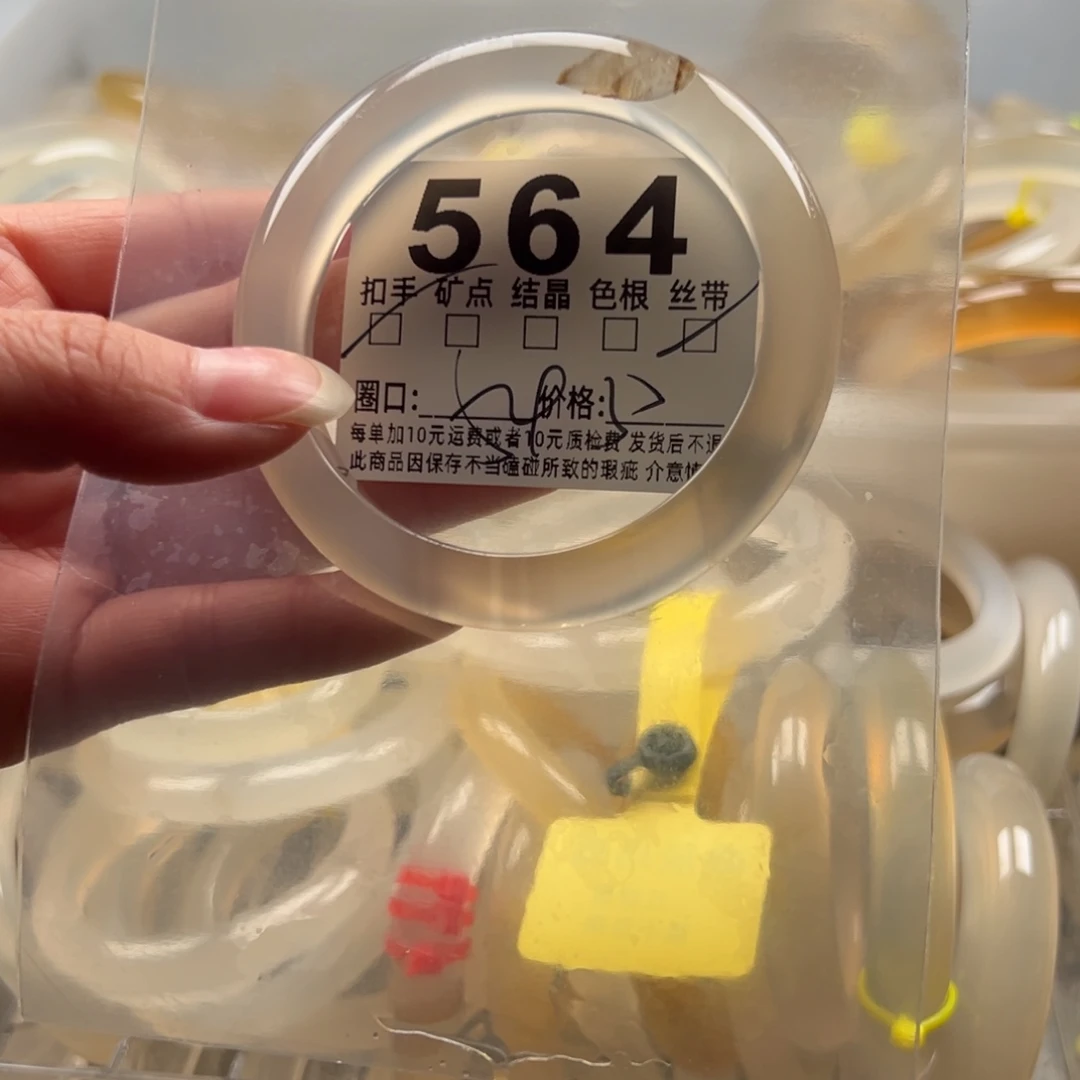 564
扣手 矿点 结晶 色根 丝带
圈口: 价格:
每单加10元运费或者10元质检费 发货后不退
此商品因保存不当磕碰所致的瑕疵 介意慎